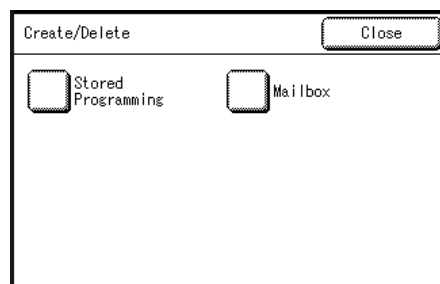 Create/Delete
Close
Stored
Programming
Mailbox